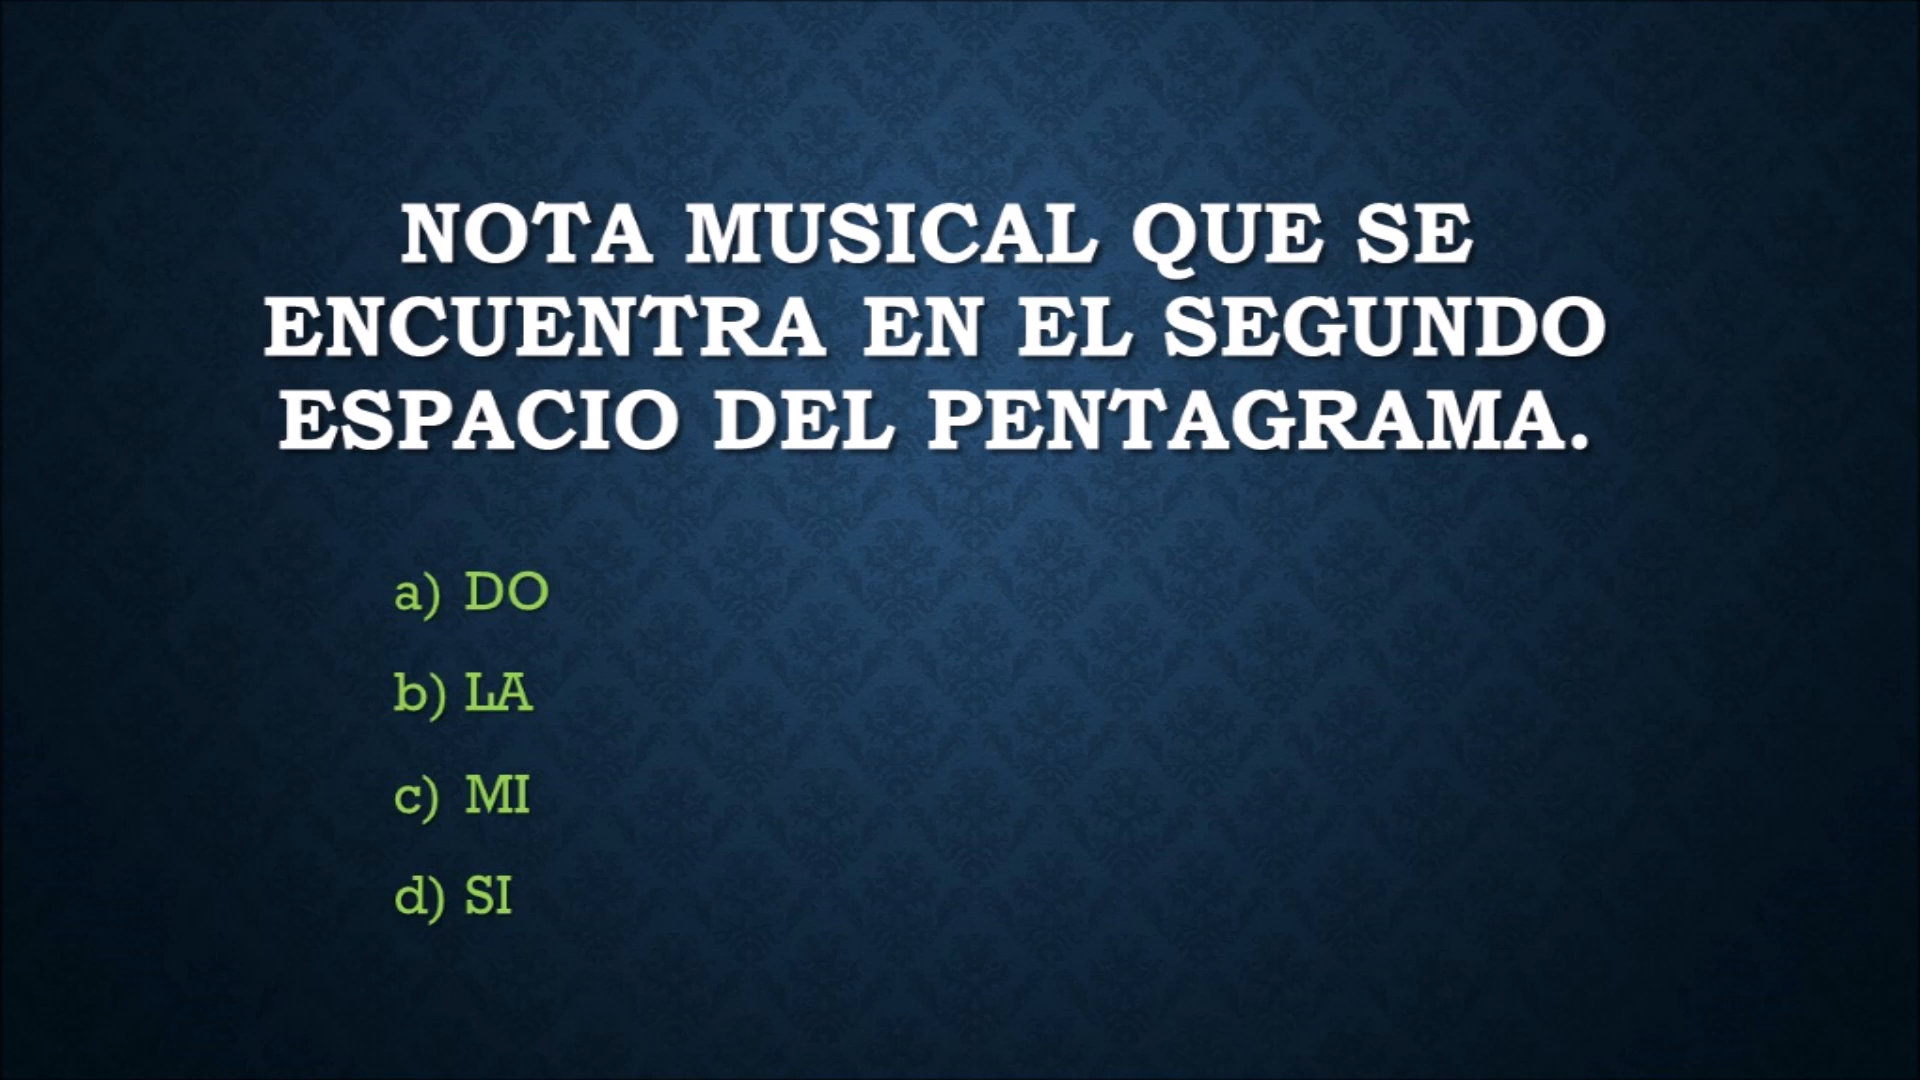 NOTA MUSICAL QUE SE
ENCUENTRA EN EL SEGUNDO
ESPACIO DEL PENTAGRAMA.
a) DO
b) LA
c) MI
d) SI